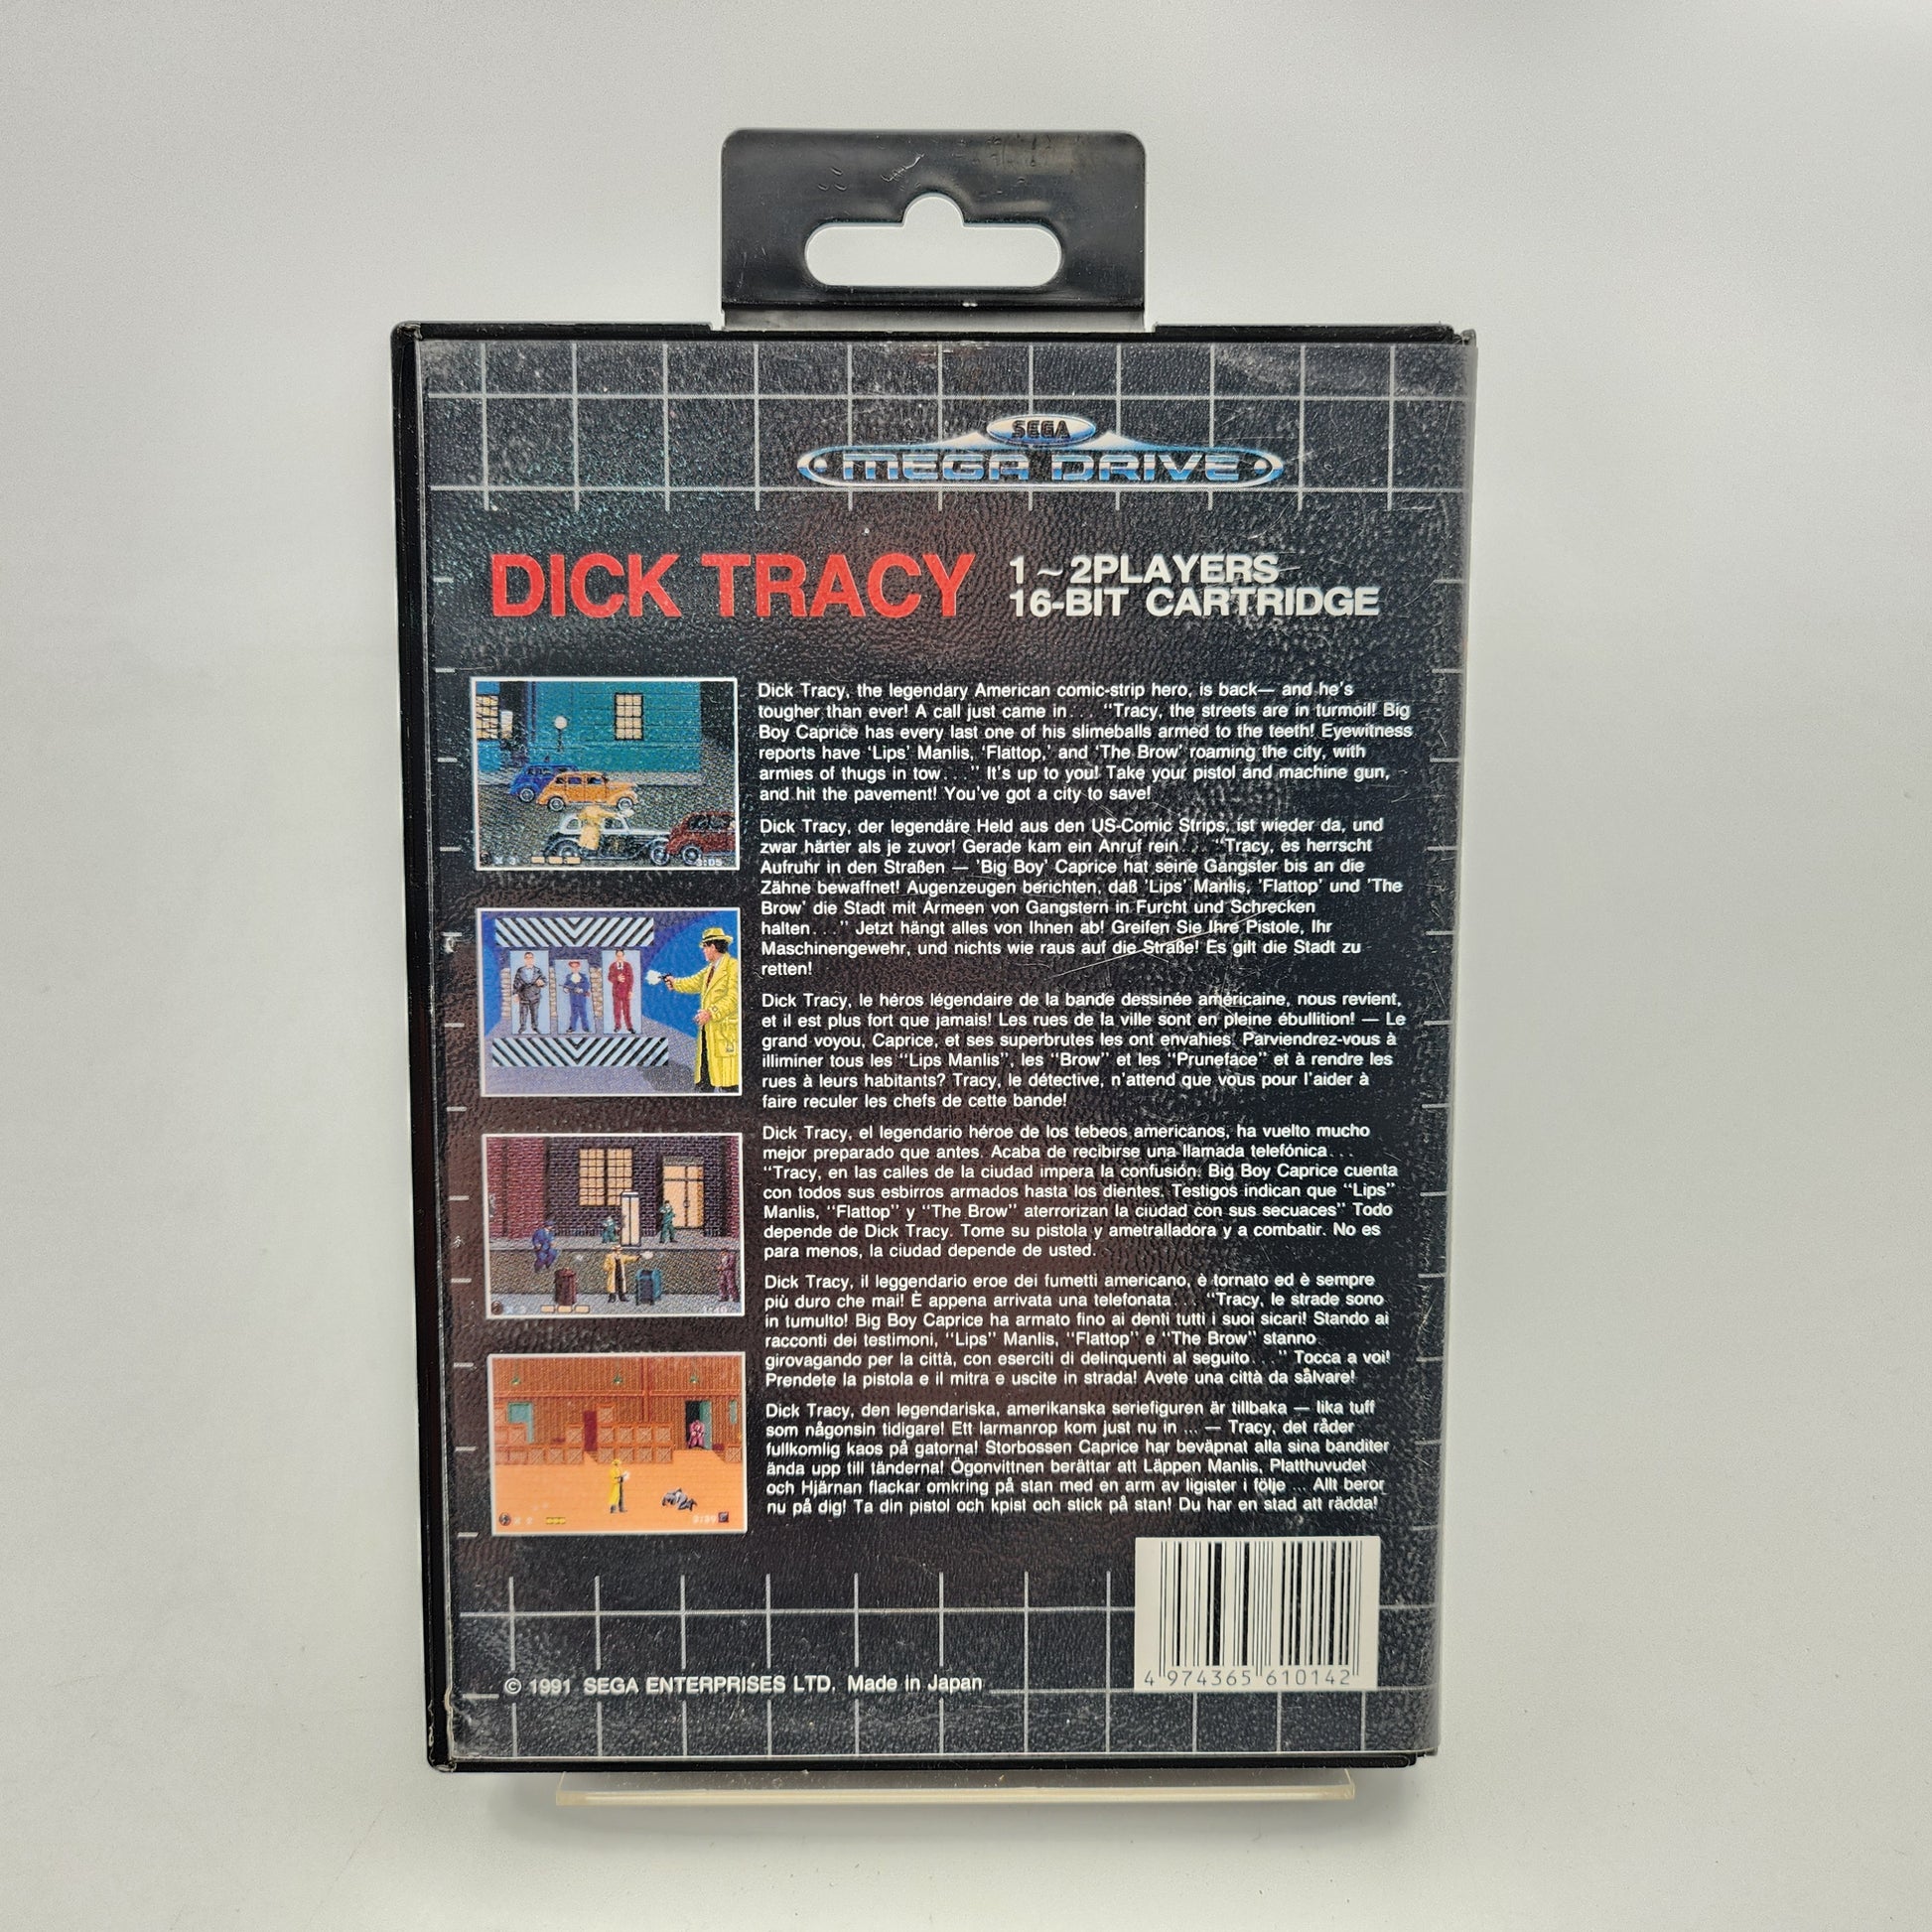 SEGA
MEGA DRIVE
DICK TRACY
1~2PLAYERS
16-BIT CARTRIDGE
Dick Tracy, the legendary American comic-strip hero, is back— and he's
tougher than ever! A call just came in . . . "Tracy, the streets are in turmoil! Big
Boy Caprice has every last one of his slimeballs armed to the teeth! Eyewitness
reports have 'Lips' Manlis, 'Flattop,' and 'The Brow' roaming the city, with
armies of thugs in tow. . . ." It's up to you! Take your pistol and machine gun,
and hit the pavement! You've got a city to save!
Dick Tracy, der legendäre Held aus den US-Comic Strips, ist wieder da, und
zwar härter als je zuvor! Gerade kam ein Anruf rein . . . "Tracy, es herrscht
Aufruhr in den Straßen — 'Big Boy' Caprice hat seine Gangster bis an die
Zähne bewaffnet! Augenzeugen berichten, daß 'Lips' Manlis, 'Flattop' und 'The
Brow' die Stadt mit Armeen von Gangstern in Furcht und Schrecken
halten. . . ." Jetzt hängt alles von Ihnen ab! Greifen Sie Ihre Pistole, Ihr
Maschinengewehr, und nichts wie raus auf die Straße! Es gilt die Stadt zu
retten!
Dick Tracy, le héros légendaire de la bande dessinée américaine, nous revient,
et il est plus fort que jamais! Les rues de la ville sont en pleine ébullition! — Le
grand voyou, Caprice, et ses superbrutes les ont envahies. Parviendrez-vous à
illiminer tous les "Lips Manlis", les "Brow" et les "Pruneface" et à rendre les
rues à leurs habitants? Tracy, le détective, n'attend que vous pour l'aider à
faire reculer les chefs de cette bande!
Dick Tracy, el legendario héroe de los tebeos americanos, ha vuelto mucho
mejor preparado que antes. Acaba de recibirse una llamada telefónica. . .
"Tracy, en las calles de la ciudad impera la confusión. Big Boy Caprice cuenta
con todos sus esbirros armados hasta los dientes. Testigos indican que "Lips"
Manlis, "Flattop" y "The Brow" aterrorizan la ciudad con sus secuaces" Todo
depende de Dick Tracy. Tome su pistola y ametralladora y a combatir. No es
para menos, la ciudad depende de usted.
Dick Tracy, il leggendario eroe dei fumetti americano, è tornato ed è sempre
più duro che mai! È appena arrivata una telefonata . . . "Tracy, le strade sono
in tumulto! Big Boy Caprice ha armato fino ai denti tutti i suoi sicari! Stando ai
racconti dei testimoni, "Lips" Manlis, "Flattop" e "The Brow" stanno
girovagando per la città, con eserciti di delinquenti al seguito. . . ." Tocca a voi!
Prendete la pistola e il mitra e uscite in strada! Avete una città da sålvare!
Dick Tracy, den legendariska, amerikanska seriefiguren är tillbaka — lika tuff
som någonsin tidigare! Ett larmanrop kom just nu in ... — Tracy, det råder
fullkomlig kaos på gatorna! Storbossen Caprice har beväpnat alla sina banditer
ända upp till tänderna! Ögonvittnen berättar att Läppen Manlis, Platthuvudet
och Hjärnan flackar omkring på stan med en arm av ligister i följe ... Allt beror
nu på dig! Ta din pistol och kpist och stick på stan! Du har en stad att rädda!
4 974365 610142
© 1991 SEGA ENTERPRISES LTD. Made in Japan